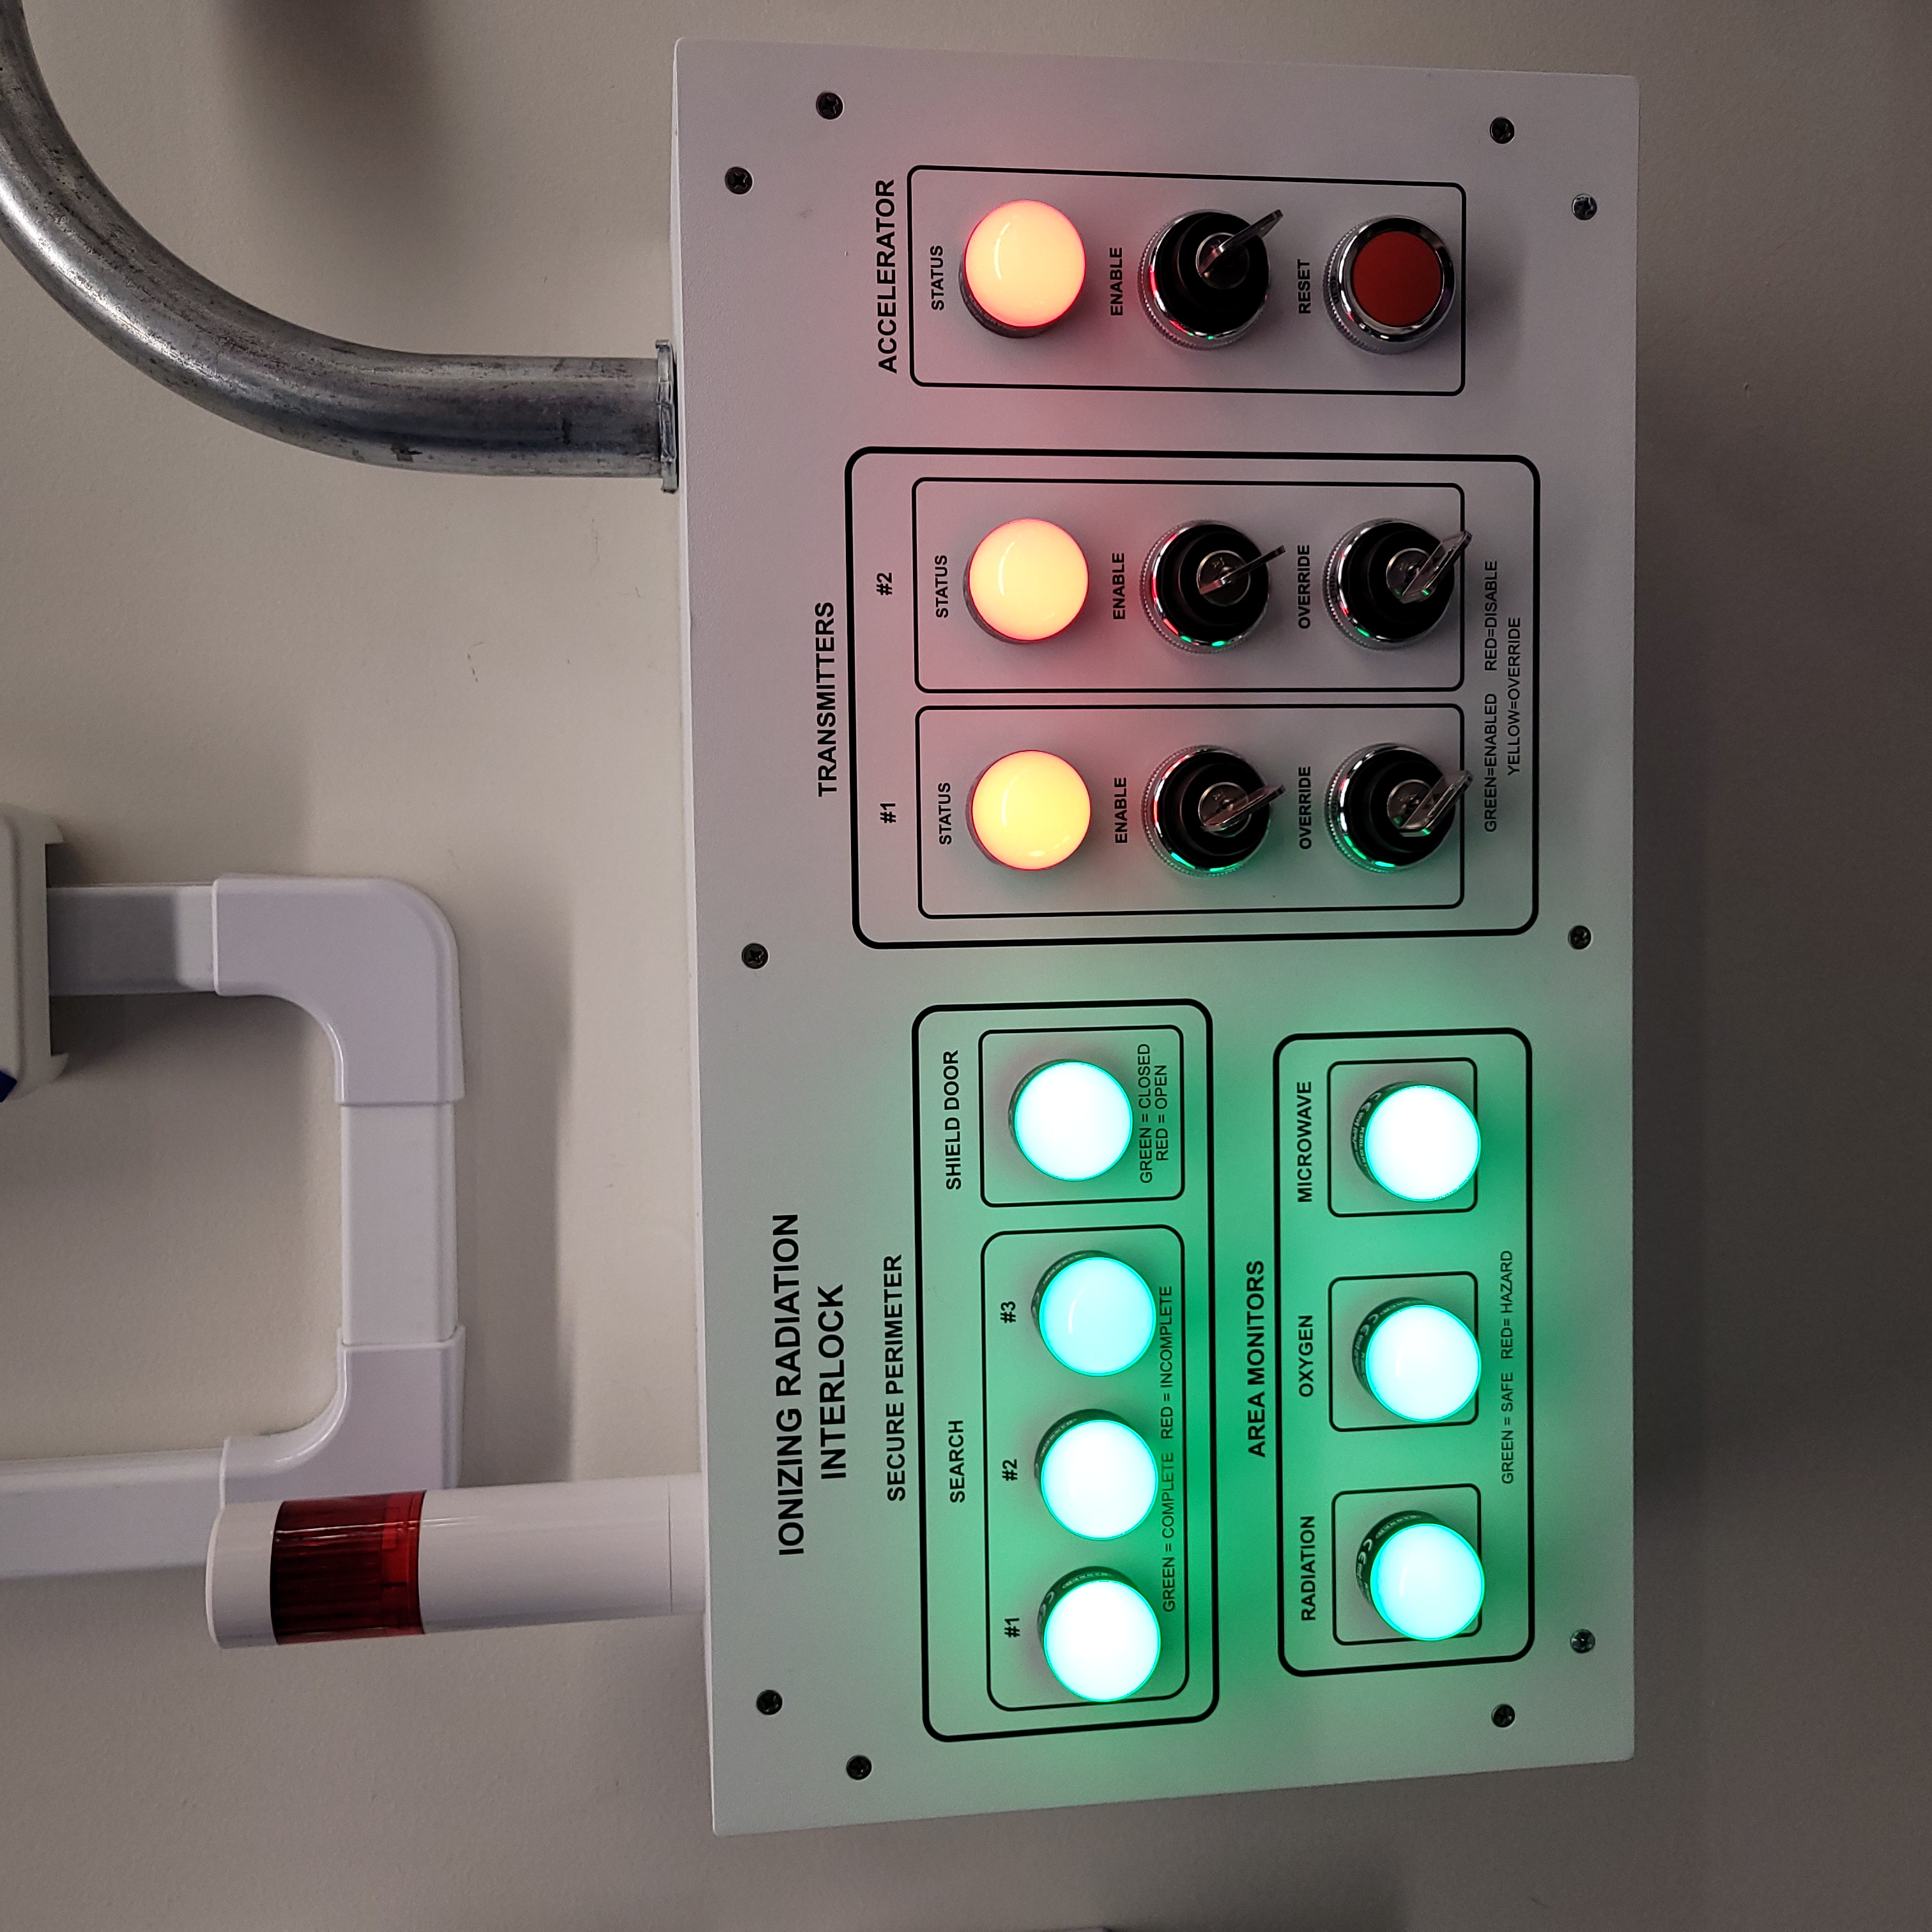 IONIZING RADIATION
INTERLOCK
SECURE PERIMETER
SEARCH
#1 #2 #3
GREEN = COMPLETE RED = INCOMPLETE
SHIELD DOOR
GREEN = CLOSED
RED = OPEN
AREA MONITORS
RADIATION
OXYGEN
MICROWAVE
GREEN = SAFE RED= HAZARD
TRANSMITTERS
#1
STATUS
ENABLE
OVERRIDE
#2
STATUS
ENABLE
OVERRIDE
GREEN=ENABLED RED=DISABLE
YELLOW=OVERRIDE
ACCELERATOR
STATUS
ENABLE
RESET